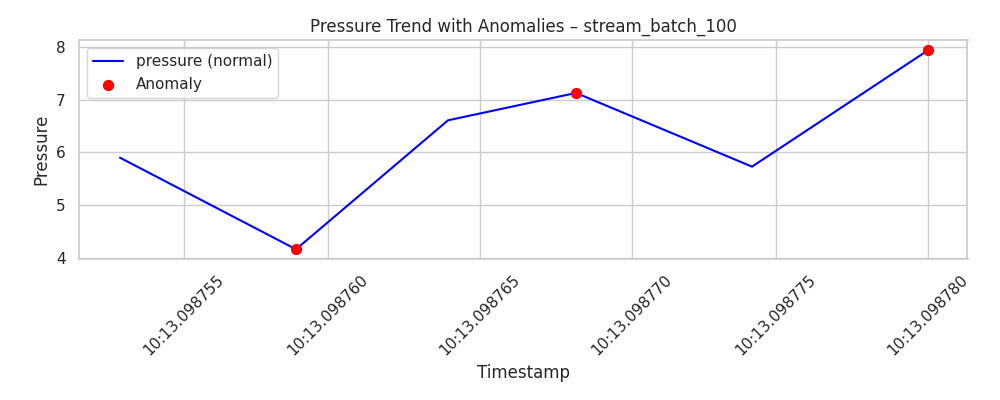 Pressure Trend with Anomalies – stream_batch_100
pressure (normal)
Anomaly
Pressure
8
7
6
5
4
10:13.098755
10:13.098760
10:13.098765
10:13.098770
10:13.098775
10:13.098780
Timestamp